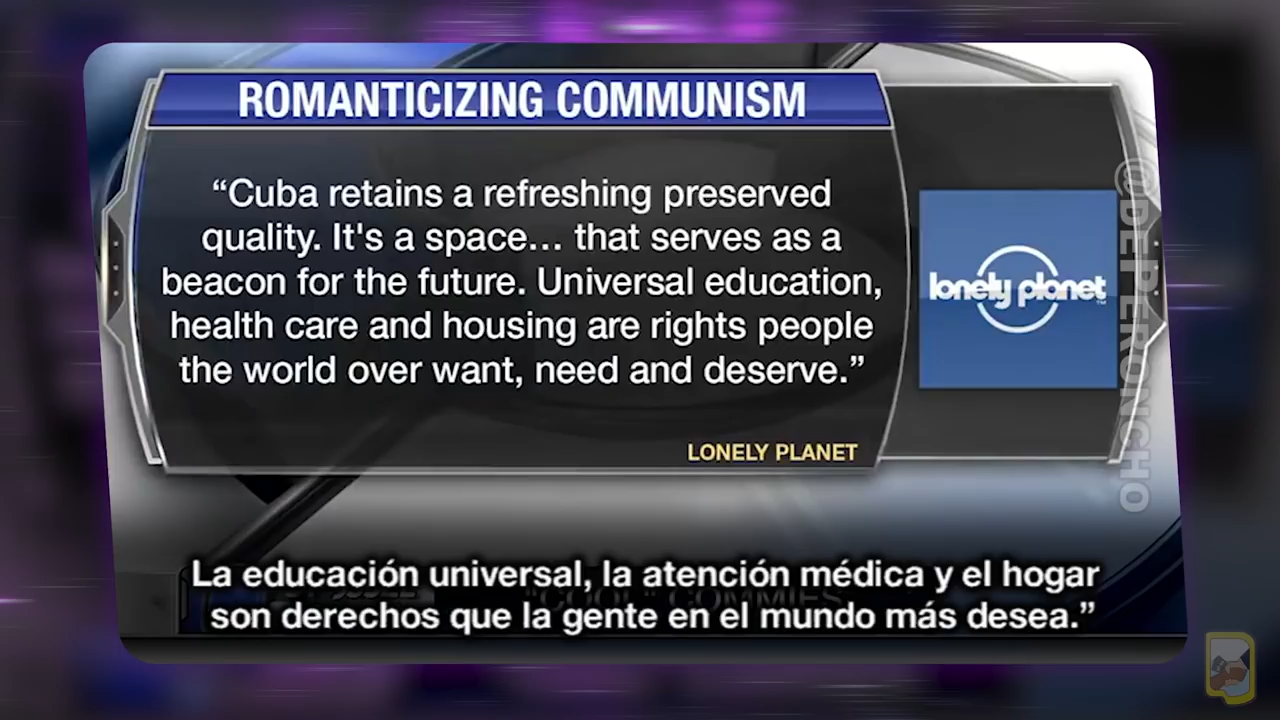 ROMANTICIZING COMMUNISM
“Cuba retains a refreshing preserved
quality. It's a space... that serves as a
beacon for the future. Universal education,
health care and housing are rights people
the world over want, need and deserve.”
LONELY PLANET
lonely planet
@DEPERONCHO
La educación universal, la atención médica y el hogar
son derechos que la gente en el mundo más desea.”
"COOL" COMMIES